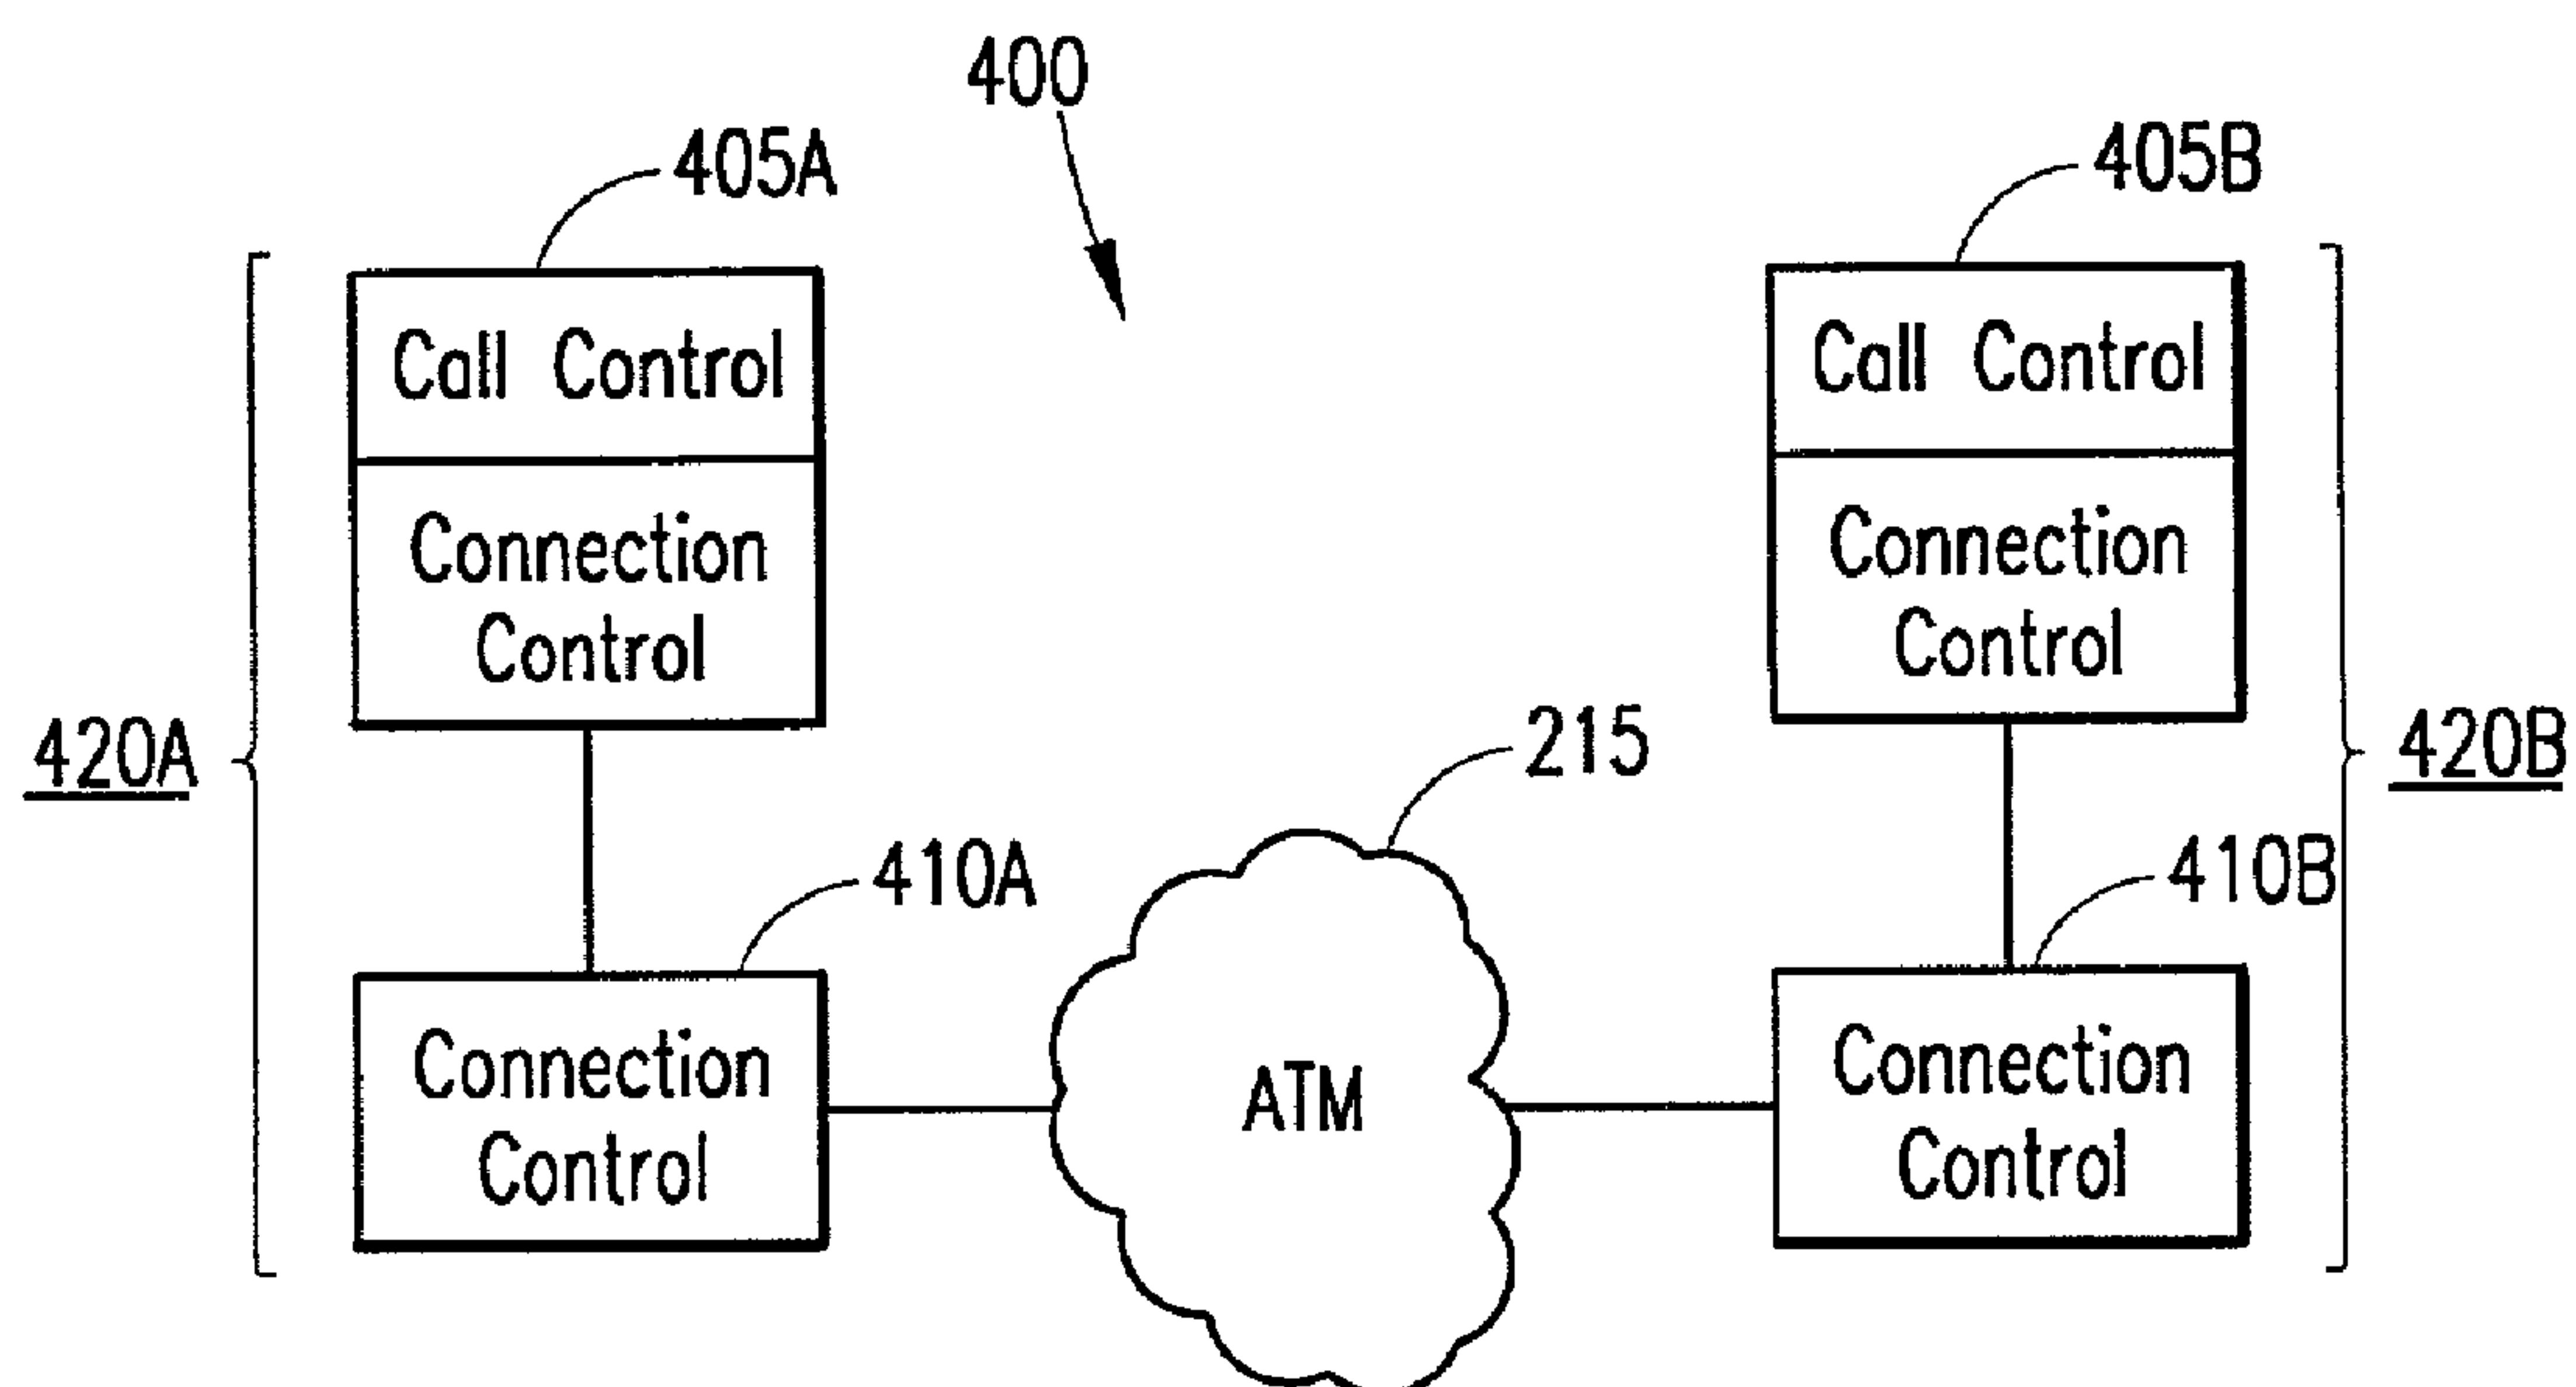 400
405A
405B
Call Control
Connection
Control
Call Control
Connection
Control
420A
215
420B
410A
410B
Connection
Control
ATM
Connection
Control